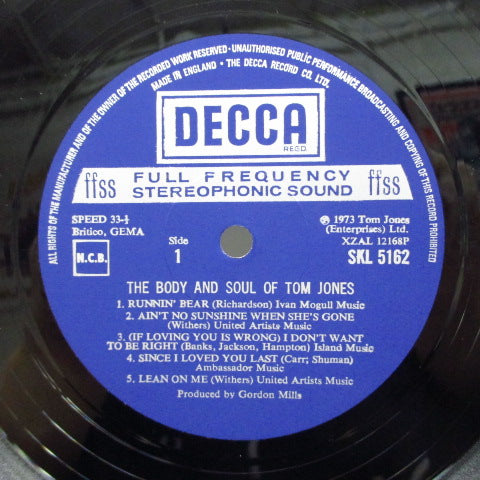 ALL RIGHTS OF THE MANUFACTURER AND OF THE OWNER OF THE RECORDED WORK RESERVED · UNAUTHORISED PUBLIC PERFORMANCE BROADCASTING AND COPYING OF THIS RECORD PROHIBITED
MADE IN ENGLAND · THE DECCA RECORD CO. LTD.
DECCA
REGD
ffss FULL FREQUENCY ffss
STEREOPHONIC SOUND
SPEED 33-⅓
Britico, GEMA
N.C.B.
Side
1
℗ 1973 Tom Jones
(Enterprises) Ltd.
XZAL 12168P
SKL 5162
THE BODY AND SOUL OF TOM JONES
1. RUNNIN' BEAR (Richardson) Ivan Mogull Music
2. AIN'T NO SUNSHINE WHEN SHE'S GONE
(Withers) United Artists Music
3. (IF LOVING YOU IS WRONG) I DON'T WANT
TO BE RIGHT (Banks, Jackson, Hampton) Island Music
4. SINCE I LOVED YOU LAST (Carr; Shuman)
Ambassador Music
5. LEAN ON ME (Withers) United Artists Music
Produced by Gordon Mills